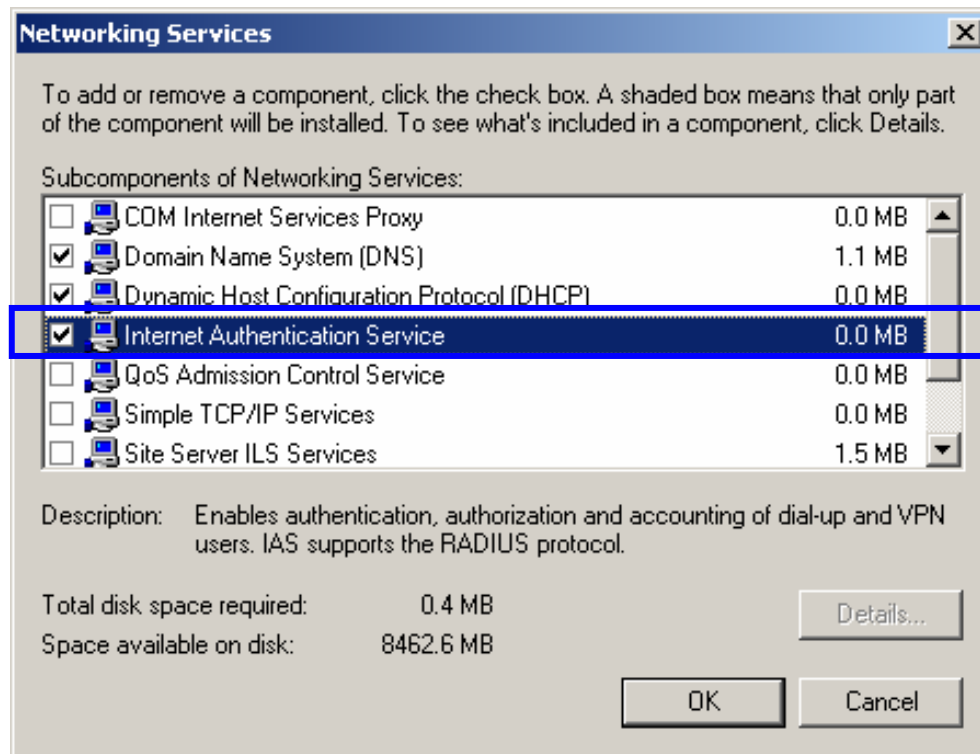 Networking Services
To add or remove a component, click the check box. A shaded box means that only part
of the component will be installed. To see what's included in a component, click Details.
Subcomponents of Networking Services:
COM Internet Services Proxy 0.0 MB
Domain Name System (DNS) 1.1 MB
Dynamic Host Configuration Protocol (DHCP) 0.0 MB
Internet Authentication Service 0.0 MB
QoS Admission Control Service 0.0 MB
Simple TCP/IP Services 0.0 MB
Site Server ILS Services 1.5 MB
Description: Enables authentication, authorization and accounting of dial-up and VPN
users. IAS supports the RADIUS protocol.
Total disk space required: 0.4 MB
Details...
Space available on disk: 8462.6 MB
OK Cancel